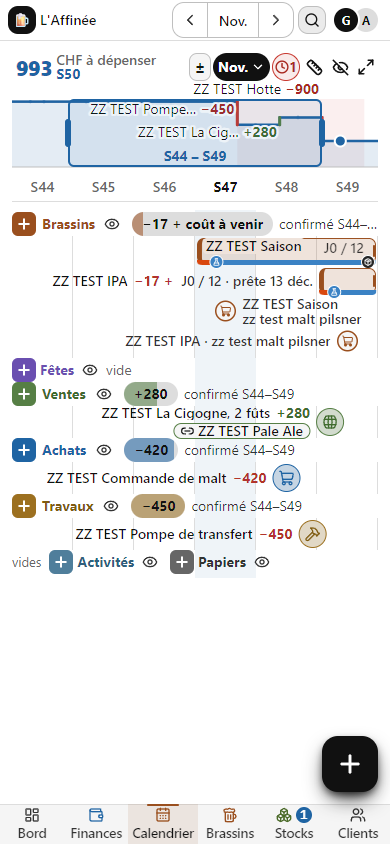 L'Affinée
Nov.
G A
993 CHF à dépenser
S50
± Nov. 1
ZZ TEST Hotte −900
ZZ TEST Pompe... −450
ZZ TEST La Cig... +280
S44 – S49
S44 S45 S46 S47 S48 S49
Brassins −17 + coût à venir confirmé S44–...
ZZ TEST Saison J0 / 12
ZZ TEST IPA −17 + J0 / 12 · prête 13 déc.
ZZ TEST Saison
zz test malt pilsner
ZZ TEST IPA · zz test malt pilsner
Fêtes vide
Ventes +280 confirmé S44–S49
ZZ TEST La Cigogne, 2 fûts +280
ZZ TEST Pale Ale
Achats −420 confirmé S44–S49
ZZ TEST Commande de malt −420
Travaux −450 confirmé S44–S49
ZZ TEST Pompe de transfert −450
vides Activités Papiers
Bord Finances Calendrier Brassins Stocks 1 Clients